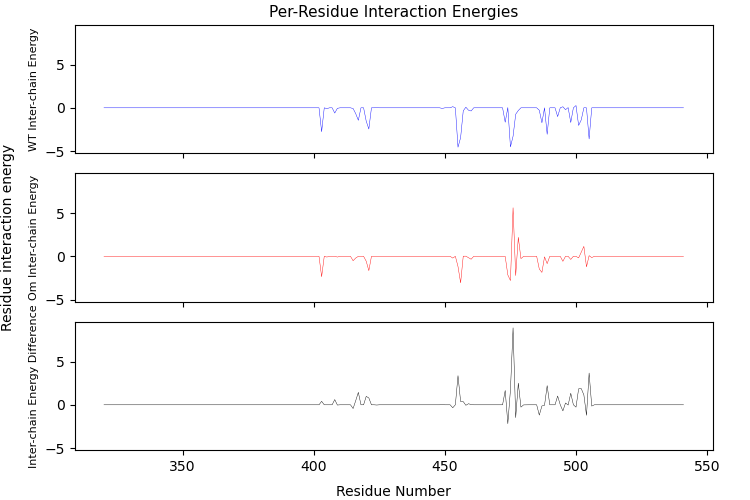 Per-Residue Interaction Energies
Residue interaction energy
WT Inter-chain Energy
5
0
−5
Om Inter-chain Energy
5
0
−5
Inter-chain Energy Difference
5
0
−5
350
400
450
500
550
Residue Number